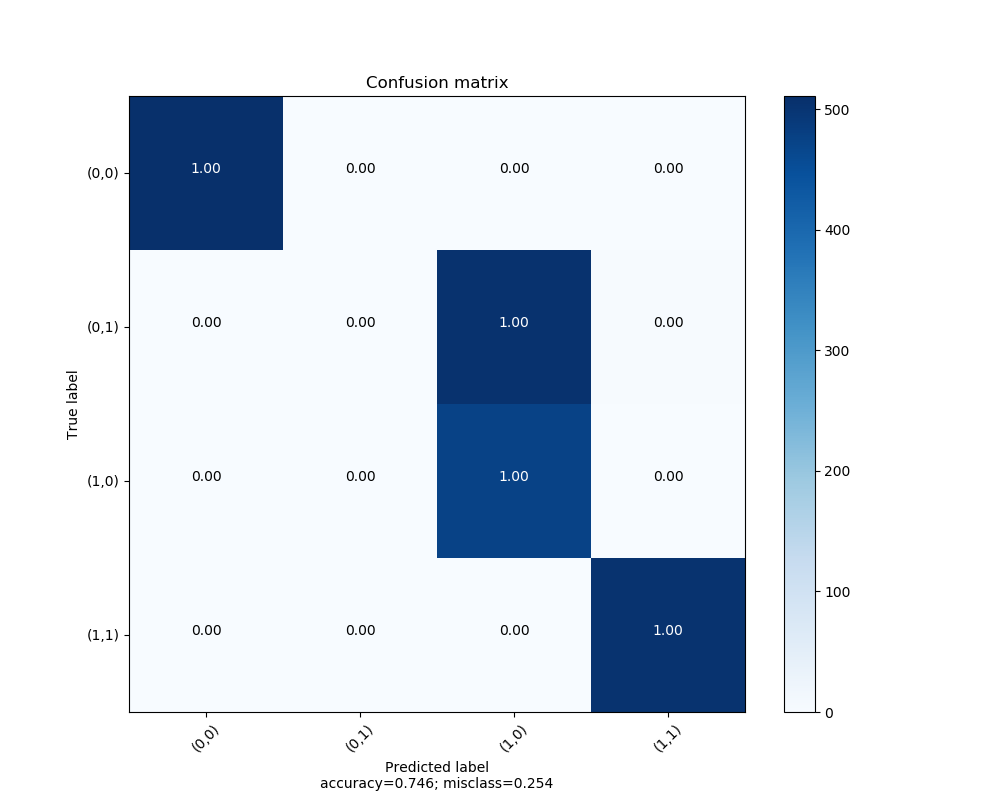 Confusion matrix
(0,0) 1.00 0.00 0.00 0.00
(0,1) 0.00 0.00 1.00 0.00
(1,0) 0.00 0.00 1.00 0.00
(1,1) 0.00 0.00 0.00 1.00
(0,0) (0,1) (1,0) (1,1)
True label
Predicted label
accuracy=0.746; misclass=0.254
500
400
300
200
100
0